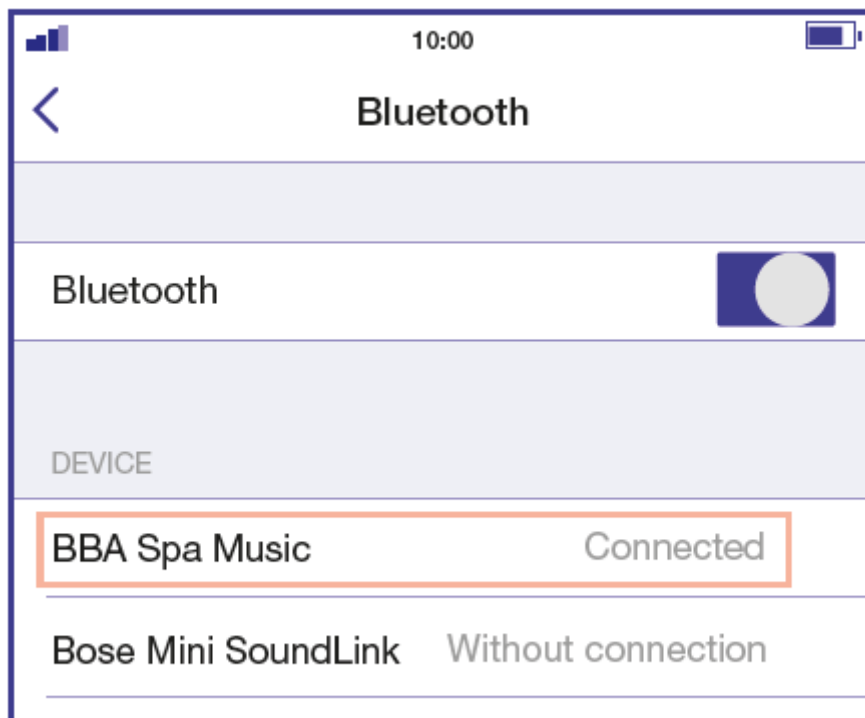 10:00
Bluetooth
Bluetooth
DEVICE
BBA Spa Music Connected
Bose Mini SoundLink Without connection